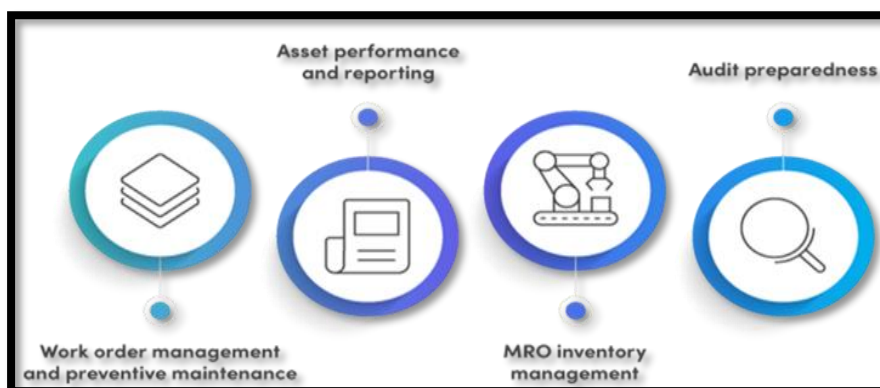 Work order management
and preventive maintenance
Asset performance
and reporting
MRO inventory
management
Audit preparedness